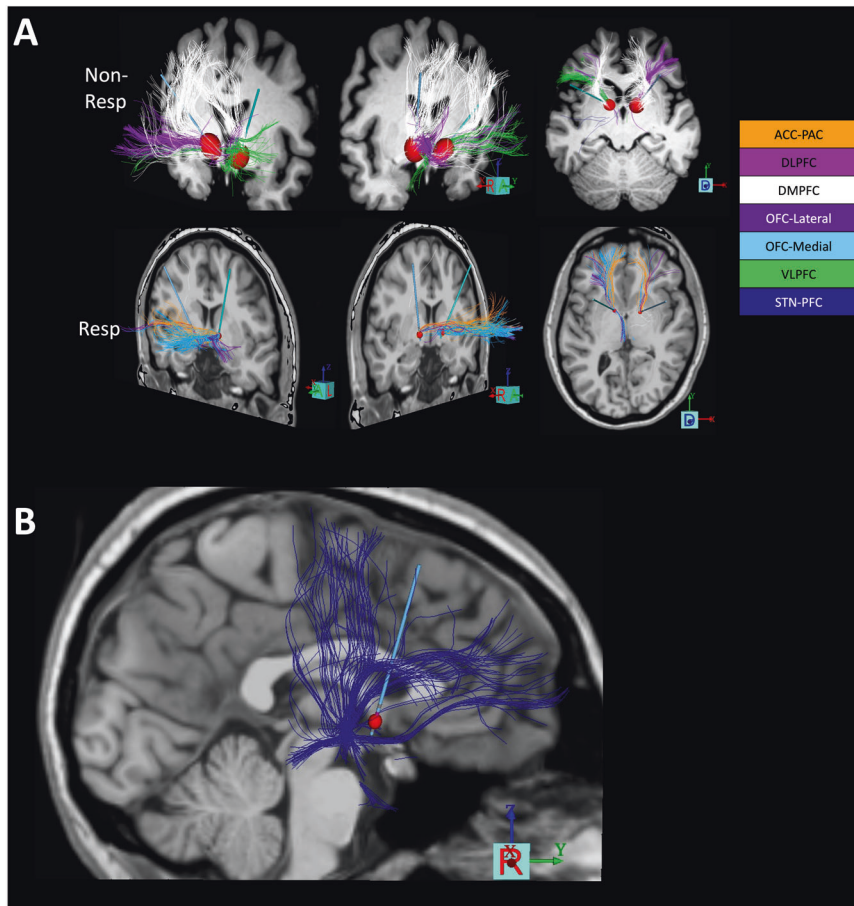 A
Non-
Resp
ACC-PAC
DLPFC
DMPFC
OFC-Lateral
OFC-Medial
VLPFC
STN-PFC
Z
R
Y
Y
D
X
Resp
Z
Z
R
Y
D
X
B
Z
Y
R